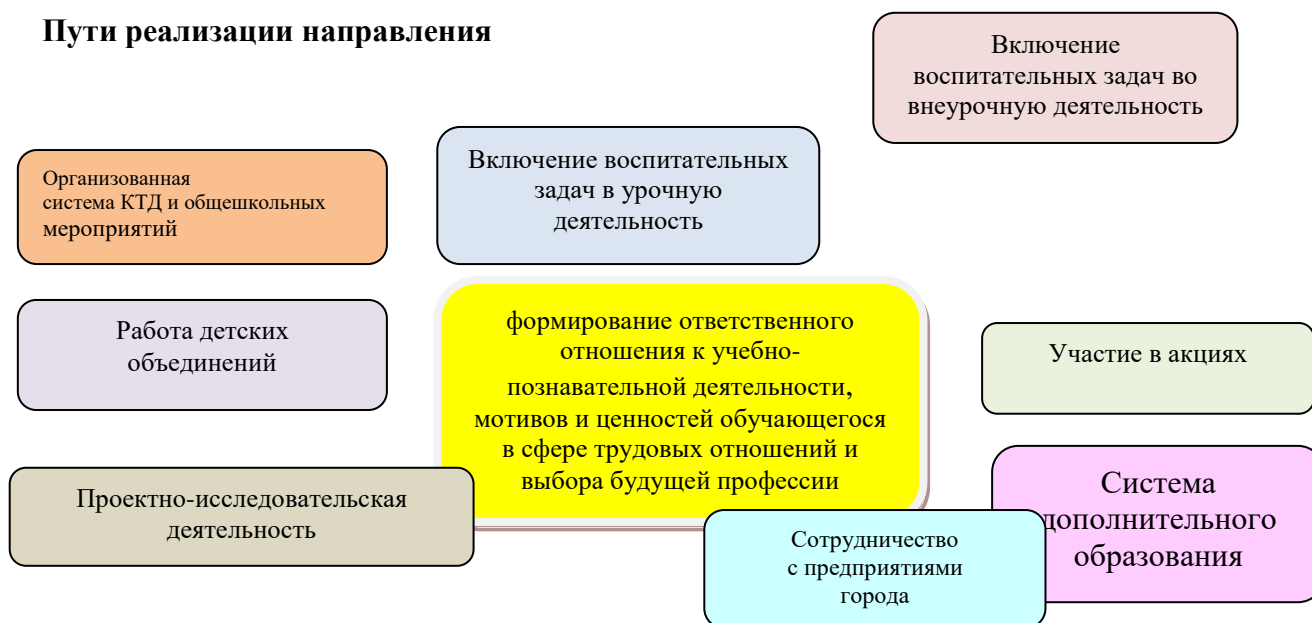 Пути реализации направления
Включение
воспитательных задач во
внеурочную деятельность
Включение воспитательных
задач в урочную
деятельность
Организованная
система КТД и общешкольных
мероприятий
Работа детских
объединений
формирование ответственного
отношения к учебно-
познавательной деятельности,
мотивов и ценностей обучающегося
в сфере трудовых отношений и
выбора будущей профессии
Участие в акциях
Проектно-исследовательская
деятельность
Сотрудничество
с предприятиями
города
Система
дополнительного
образования